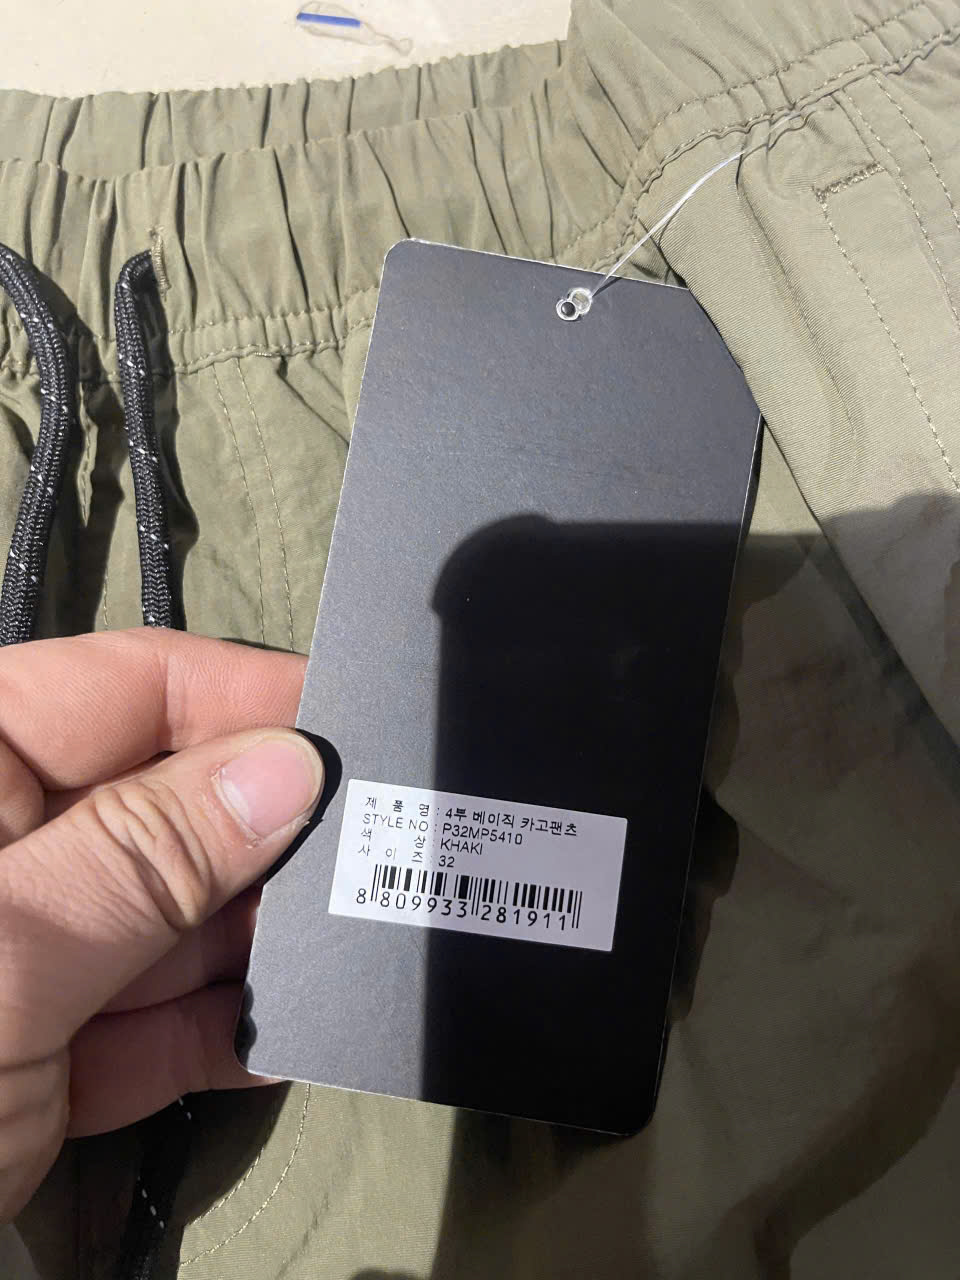 제 품 명 : 4부 베이직 카고팬츠
STYLE NO : P32MP5410
색 상 : KHAKI
사 이 즈 : 32
8 809933 281911